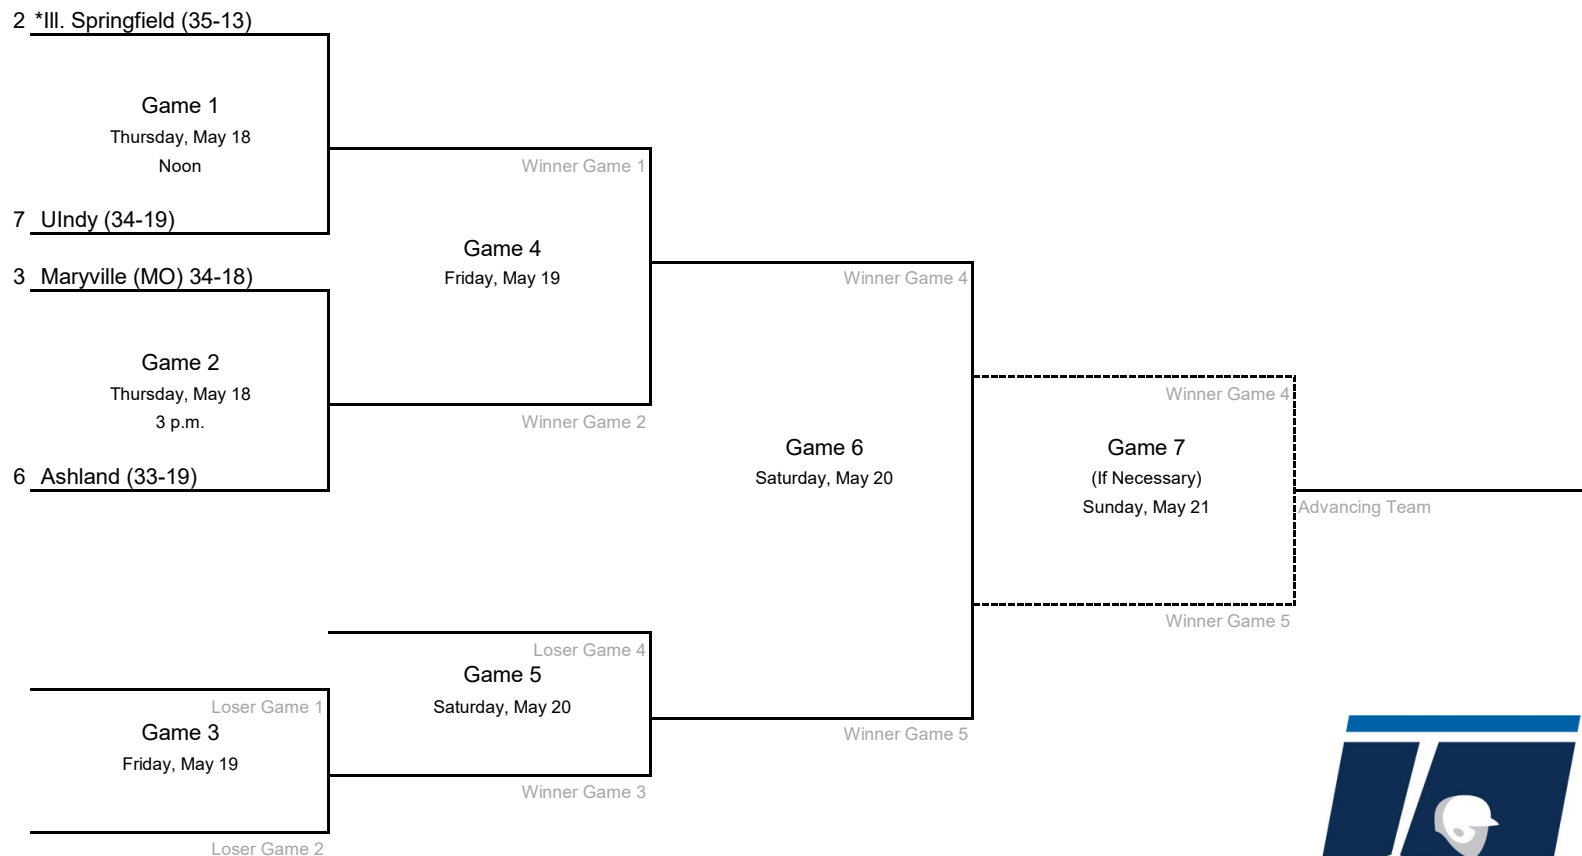 2 *Ill. Springfield (35-13)
Game 1
Thursday, May 18
Noon
7 UIndy (34-19)
3 Maryville (MO) 34-18)
Game 2
Thursday, May 18
3 p.m.
6 Ashland (33-19)
Winner Game 1
Game 4
Friday, May 19
Winner Game 2
Loser Game 1
Game 3
Friday, May 19
Loser Game 2
Loser Game 4
Game 5
Saturday, May 20
Winner Game 3
Winner Game 4
Game 6
Saturday, May 20
Winner Game 5
Winner Game 4
Game 7
(If Necessary)
Sunday, May 21
Winner Game 5
Advancing Team